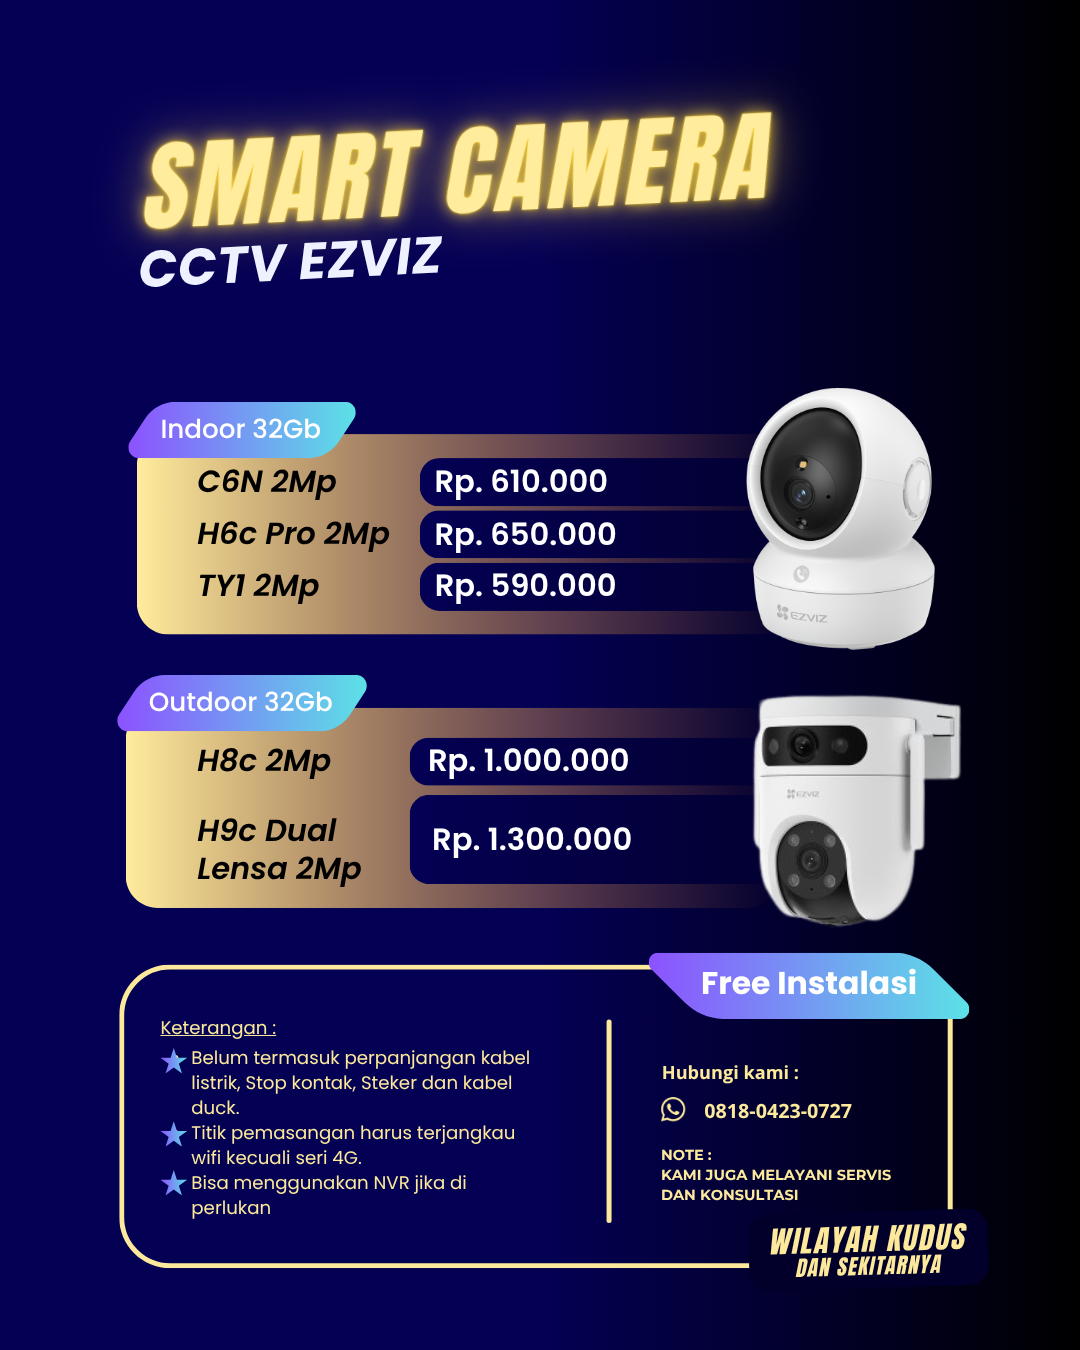 SMART CAMERA
CCTV EZVIZ
Indoor 32Gb
C6N 2Mp Rp. 610.000
H6c Pro 2Mp Rp. 650.000
TY1 2Mp Rp. 590.000
EZVIZ
Outdoor 32Gb
H8c 2Mp Rp. 1.000.000
H9c Dual
Lensa 2Mp Rp. 1.300.000
EZVIZ
Free Instalasi
Keterangan :
Belum termasuk perpanjangan kabel
listrik, Stop kontak, Steker dan kabel
duck.
Titik pemasangan harus terjangkau
wifi kecuali seri 4G.
Bisa menggunakan NVR jika di
perlukan
Hubungi kami :
0818-0423-0727
NOTE :
KAMI JUGA MELAYANI SERVIS
DAN KONSULTASI
WILAYAH KUDUS
DAN SEKITARNYA